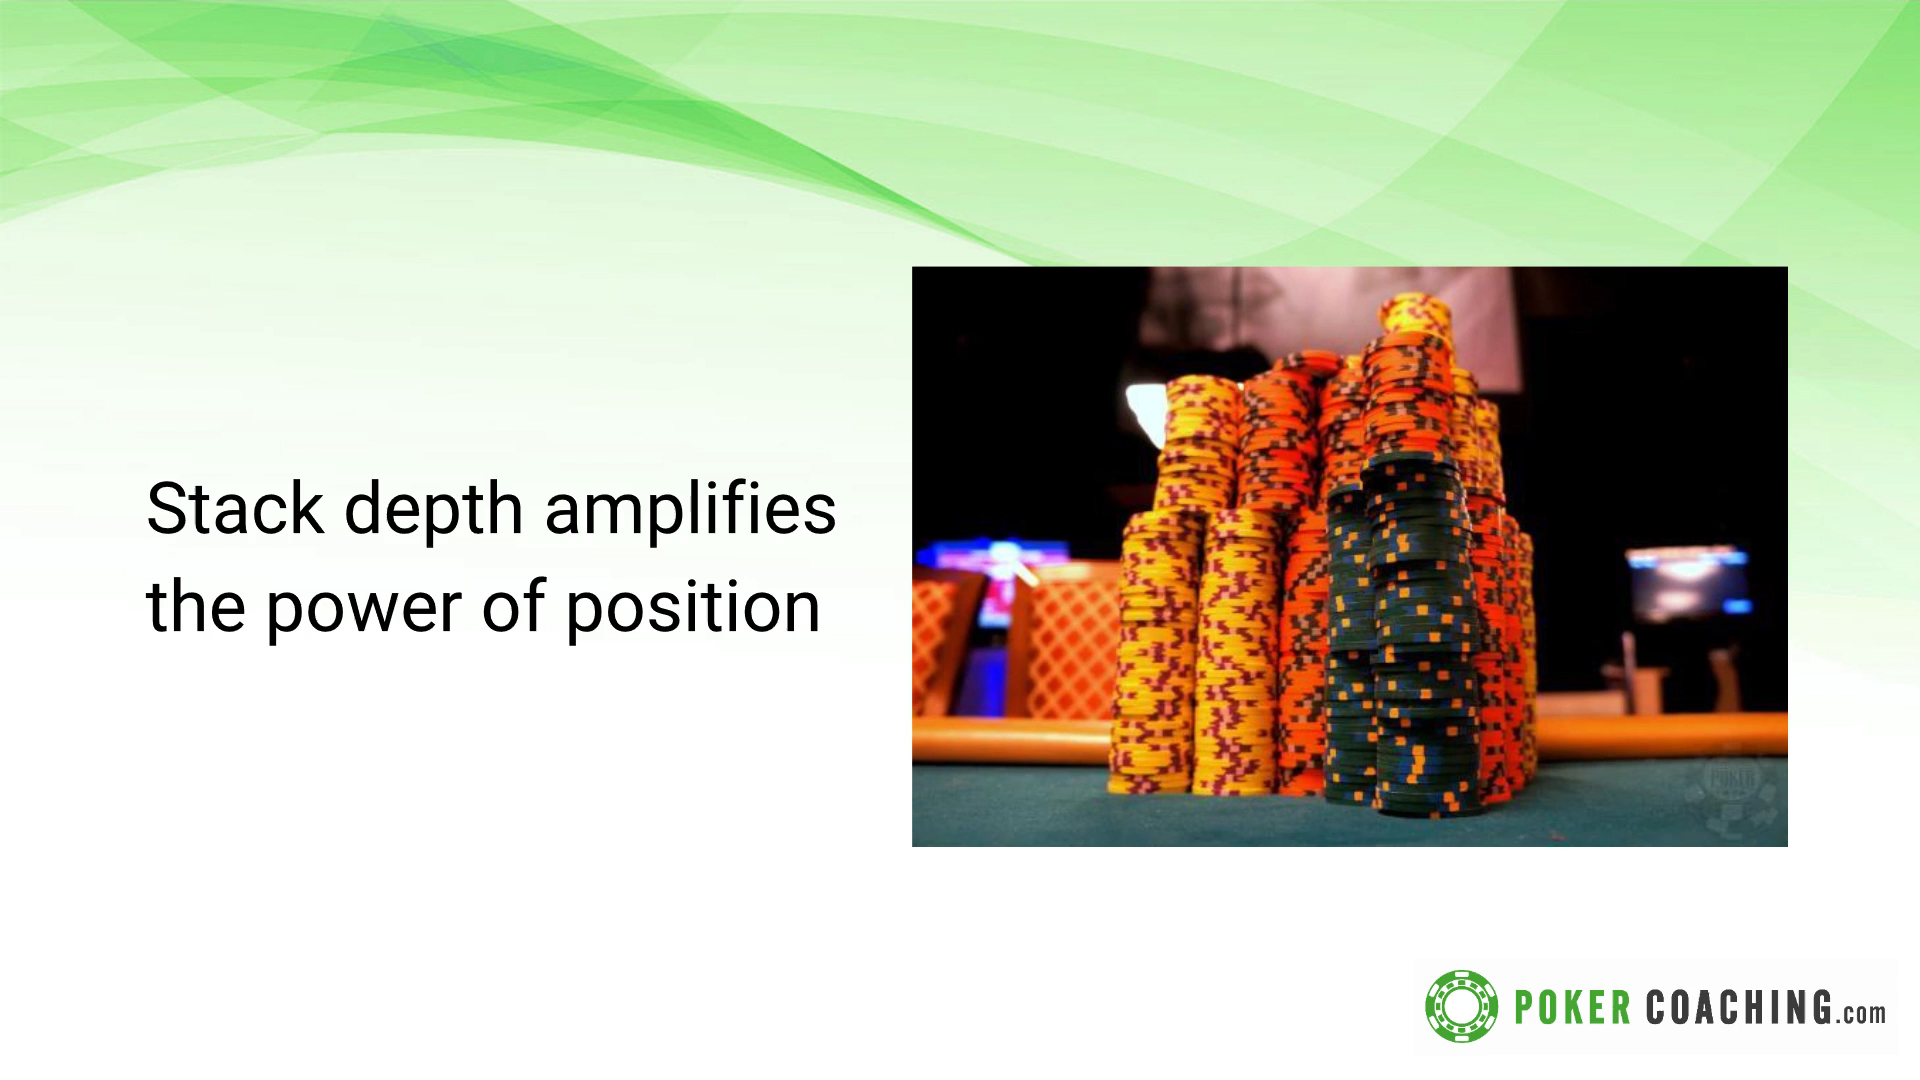 Stack depth amplifies
the power of position
POKER COACHING.com